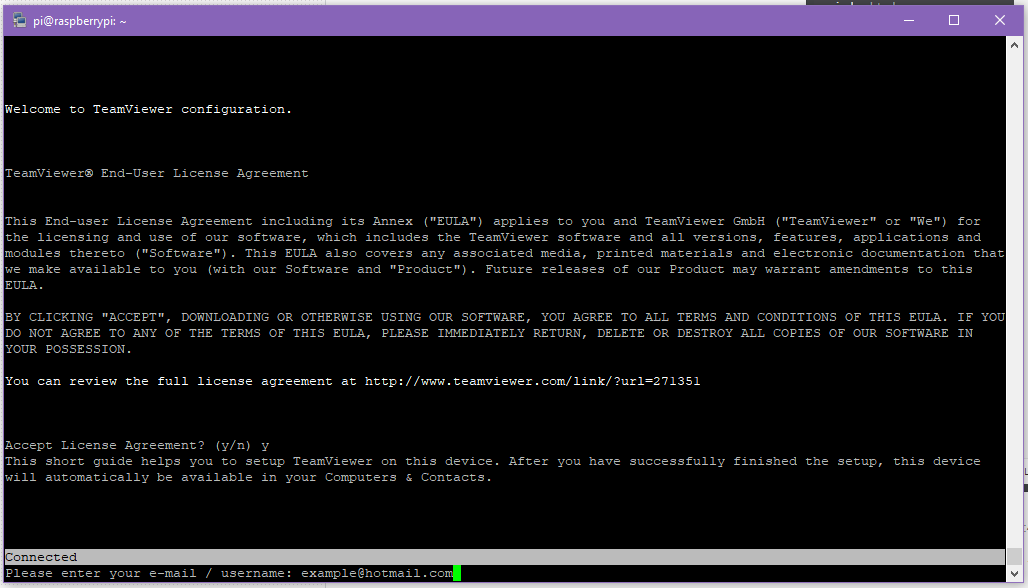 pi@raspberrypi: ~
Welcome to TeamViewer configuration.
TeamViewer® End-User License Agreement
This End-user License Agreement including its Annex ("EULA") applies to you and TeamViewer GmbH ("TeamViewer" or "We") for
the licensing and use of our software, which includes the TeamViewer software and all versions, features, applications and
modules thereto ("Software"). This EULA also covers any associated media, printed materials and electronic documentation that
we make available to you (with our Software and "Product"). Future releases of our Product may warrant amendments to this
EULA.
BY CLICKING "ACCEPT", DOWNLOADING OR OTHERWISE USING OUR SOFTWARE, YOU AGREE TO ALL TERMS AND CONDITIONS OF THIS EULA. IF YOU
DO NOT AGREE TO ANY OF THE TERMS OF THIS EULA, PLEASE IMMEDIATELY RETURN, DELETE OR DESTROY ALL COPIES OF OUR SOFTWARE IN
YOUR POSSESSION.
You can review the full license agreement at http://www.teamviewer.com/link/?url=271351
Accept License Agreement? (y/n) y
This short guide helps you to setup TeamViewer on this device. After you have successfully finished the setup, this device
will automatically be available in your Computers & Contacts.
Connected
Please enter your e-mail / username: example@hotmail.com